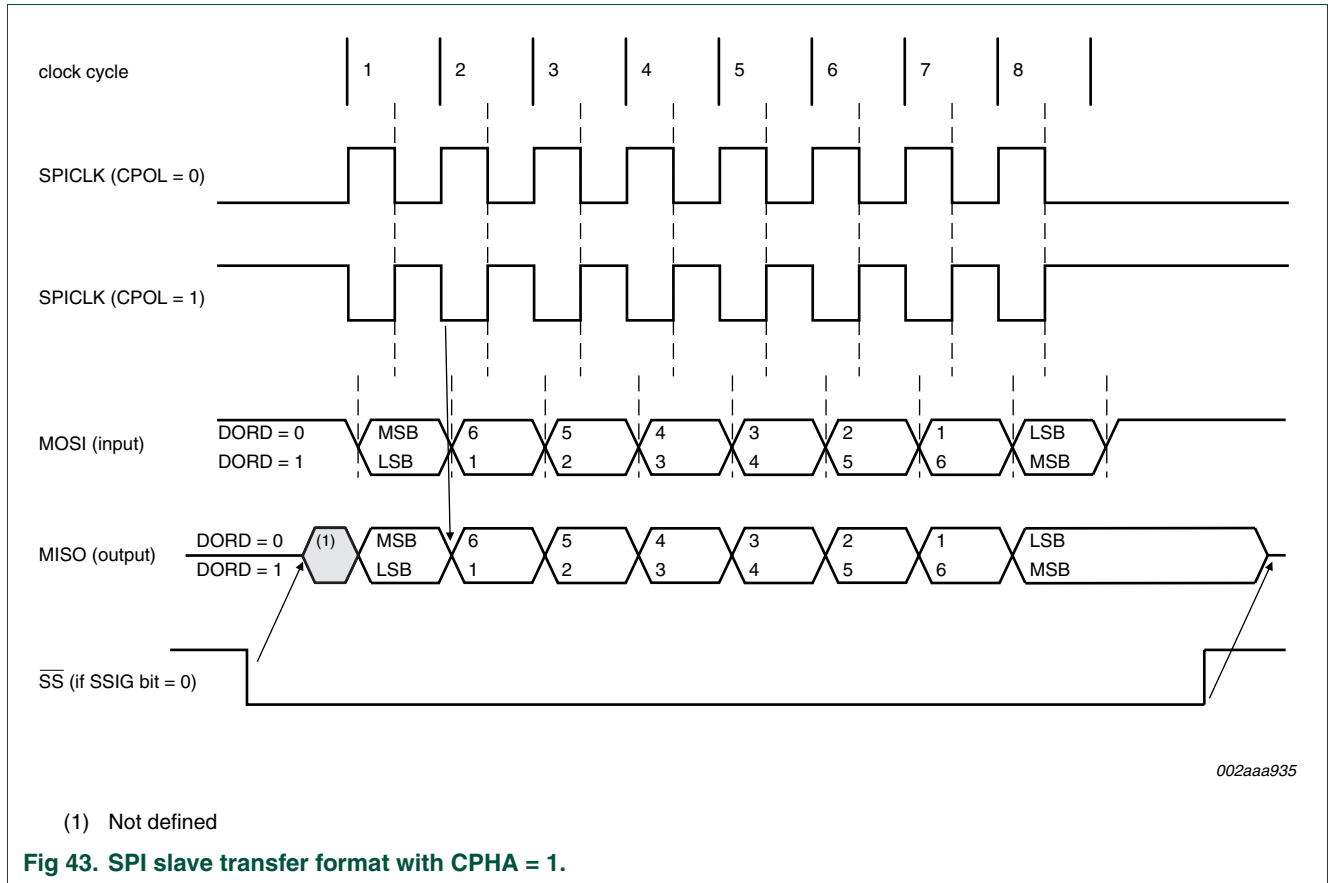 clock cycle 1 2 3 4 5 6 7 8
SPICLK (CPOL = 0)
SPICLK (CPOL = 1)
MOSI (input)
DORD = 0 MSB 6 5 4 3 2 1 LSB
DORD = 1 LSB 1 2 3 4 5 6 MSB
MISO (output)
DORD = 0 (1) MSB 6 5 4 3 2 1 LSB
DORD = 1 LSB 1 2 3 4 5 6 MSB
S̅S̅ (if SSIG bit = 0)
002aaa935
(1) Not defined
Fig 43. SPI slave transfer format with CPHA = 1.